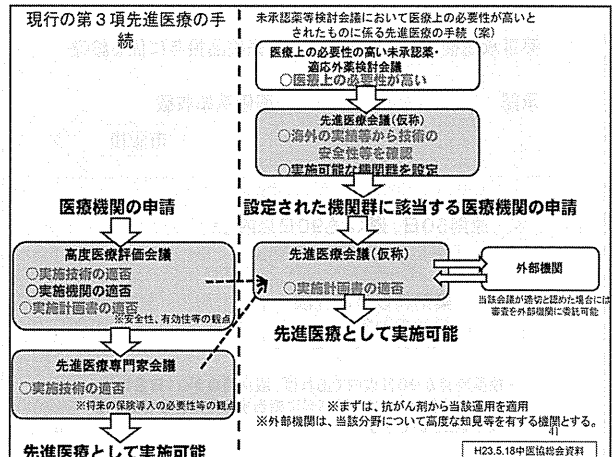 現行の第3項先進医療の手
続
医療機関の申請
高度医療評価会議
○実施技術の適否
○実施機関の適否
○実施計画書の適否
※安全性、有効性等の観点
先進医療専門家会議
○実施技術の適否
※将来の保険導入の必要性等の観点
先進医療として実施可能
未承認薬等検討会議において医療上の必要性が高いと
されたものに係る先進医療の手続(案)
医療上の必要性の高い未承認薬・
適応外薬検討会議
○医療上の必要性が高い
先進医療会議(仮称)
○海外の実績等から技術の
安全性等を確認
○実施可能な機関群を設定
設定された機関群に該当する医療機関の申請
先進医療会議(仮称)
○実施計画書の適否
外部機関
当該会議が適切と認めた場合には
審査を外部機関に委託可能
先進医療として実施可能
※まずは、抗がん剤から当該運用を適用
※外部機関は、当該分野について高度な知見等を有する機関とする。
41
H23.5.18中医協総会資料